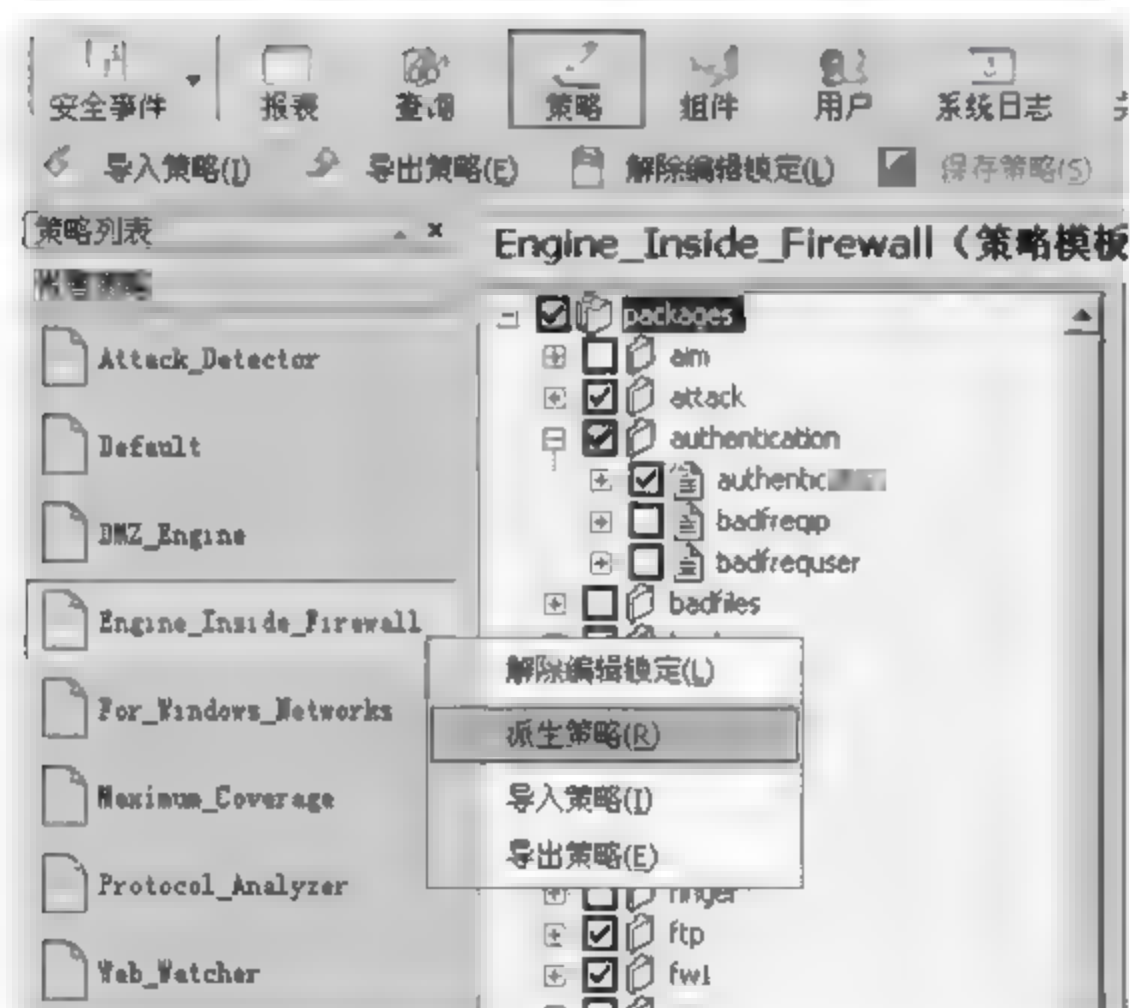 安全事件 报表 查询 策略 组件 用户 系统日志
导入策略(I) 导出策略(E) 解除编辑锁定(L) 保存策略(S)
策略列表
Engine_Inside_Firewall（策略模板
packages
Attack_Detector
aim
attack
Default
authentication
authentic
DMZ_Engine
badfreqip
badfrequser
Engine_Inside_Firewall
badfiles
解除编辑锁定(L)
For_Windows_Networks
派生策略(R)
Maximum_Coverage
导入策略(I)
导出策略(E)
Protocol_Analyzer
finger
ftp
Web_Watcher
fw1